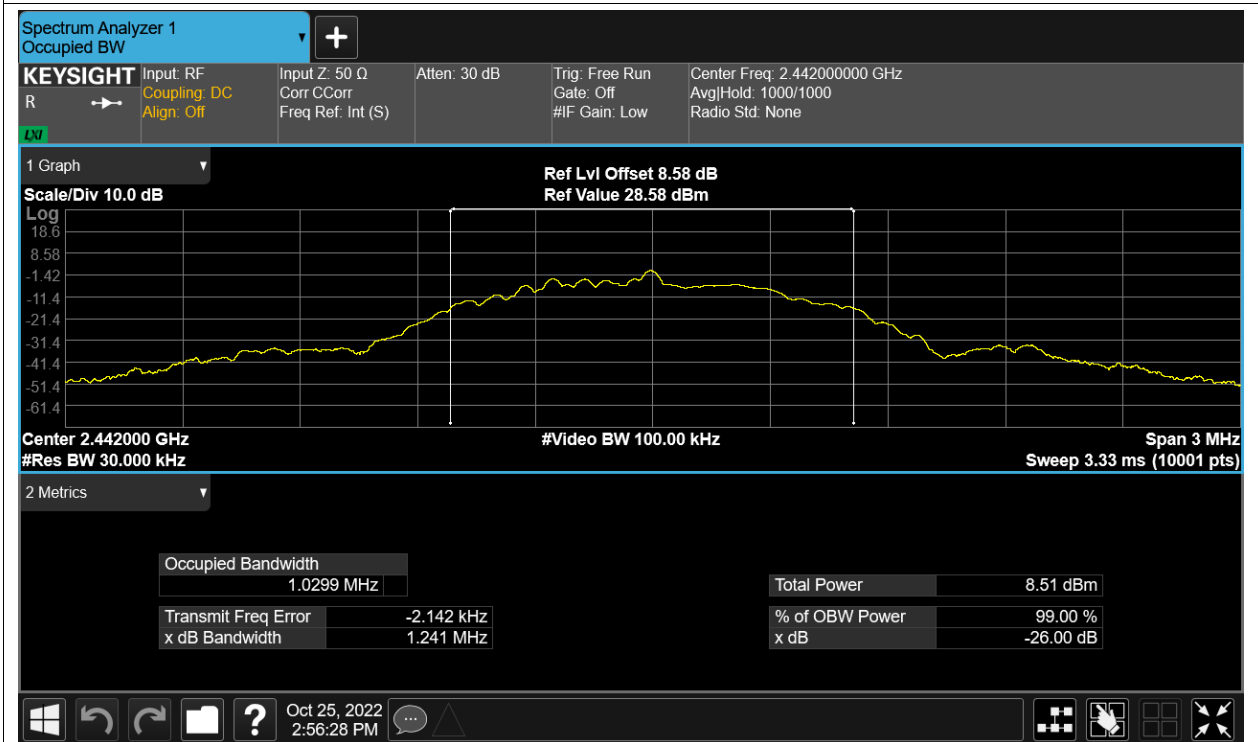 Spectrum Analyzer 1
Occupied BW
KEYSIGHT
R
LXI
Input: RF
Coupling: DC
Align: Off
Input Z: 50 Ω
Corr CCorr
Freq Ref: Int (S)
Atten: 30 dB
Trig: Free Run
Gate: Off
#IF Gain: Low
Center Freq: 2.442000000 GHz
Avg|Hold: 1000/1000
Radio Std: None
1 Graph
Scale/Div 10.0 dB
Ref Lvl Offset 8.58 dB
Ref Value 28.58 dBm
Log
18.6
8.58
-1.42
-11.4
-21.4
-31.4
-41.4
-51.4
-61.4
Center 2.442000 GHz
#Res BW 30.000 kHz
#Video BW 100.00 kHz
Span 3 MHz
Sweep 3.33 ms (10001 pts)
2 Metrics
Occupied Bandwidth
1.0299 MHz
Transmit Freq Error -2.142 kHz
x dB Bandwidth 1.241 MHz
Total Power 8.51 dBm
% of OBW Power 99.00 %
x dB -26.00 dB
?
Oct 25, 2022
2:56:28 PM